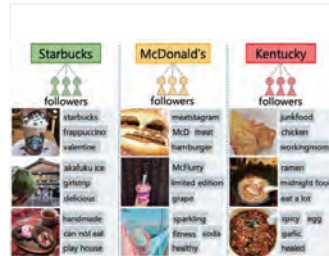 Starbucks
followers
starbucks
frappuccino
valentine
akafuku ice
girlstrip
delicious
handmade
can not eat
play house
McDonald's
followers
meatstagram
McD meat
hamburger
McFlurry
limited edition
grape
sparkling
fitness soda
healthy
Kentucky
followers
junkfood
chicken
workingmom
ramen
midnight food
eat a lot
spicy egg
garlic
healed